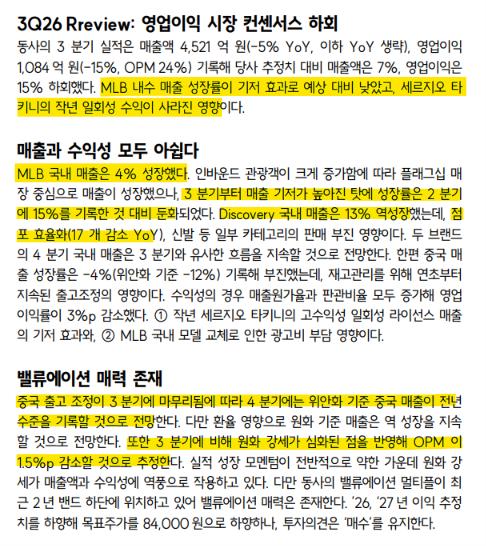 3Q26 Rreview: 영업이익 시장 컨센서스 하회
동사의 3 분기 실적은 매출액 4,521 억 원(-5% YoY, 이하 YoY 생략), 영업이익
1,084 억 원(-15%, OPM 24%) 기록해 당사 추정치 대비 매출액은 7%, 영업이익은
15% 하회했다. MLB 내수 매출 성장률이 기저 효과로 예상 대비 낮았고, 세르지오 타
키니의 작년 일회성 수익이 사라진 영향이다.
매출과 수익성 모두 아쉽다
MLB 국내 매출은 4% 성장했다. 인바운드 관광객이 크게 증가함에 따라 플래그십 매
장 중심으로 매출이 성장했으나, 3 분기부터 매출 기저가 높아진 탓에 성장률은 2 분기
에 15%를 기록한 것 대비 둔화되었다. Discovery 국내 매출은 13% 역성장했는데, 점
포 효율화(17 개 감소 YoY), 신발 등 일부 카테고리의 판매 부진 영향이다. 두 브랜드
의 4 분기 국내 매출은 3 분기와 유사한 흐름을 지속할 것으로 전망한다. 한편 중국 매
출 성장률은 -4%(위안화 기준 -12%) 기록해 부진했는데, 재고관리를 위해 연초부터
지속된 출고조정의 영향이다. 수익성의 경우 매출원가율과 판관비율 모두 증가해 영업
이익률이 3%p 감소했다. ① 작년 세르지오 타키니의 고수익성 일회성 라이선스 매출
의 기저 효과와, ② MLB 국내 모델 교체로 인한 광고비 부담 영향이다.
밸류에이션 매력 존재
중국 출고 조정이 3 분기에 마무리됨에 따라 4 분기에는 위안화 기준 중국 매출이 전년
수준을 기록할 것으로 전망한다. 다만 환율 영향으로 원화 기준 매출은 역 성장을 지속
할 것으로 전망한다. 또한 3 분기에 비해 원화 강세가 심화된 점을 반영해 OPM 이
1.5%p 감소할 것으로 추정한다. 실적 성장 모멘텀이 전반적으로 약한 가운데 원화 강
세가 매출액과 수익성에 역풍으로 작용하고 있다. 다만 동사의 밸류에이션 멀티플이 최
근 2 년 밴드 하단에 위치하고 있어 밸류에이션 매력은 존재한다. '26, '27 년 이익 추정
치를 하향해 목표주가를 84,000 원으로 하향하나, 투자의견은 '매수'를 유지한다.